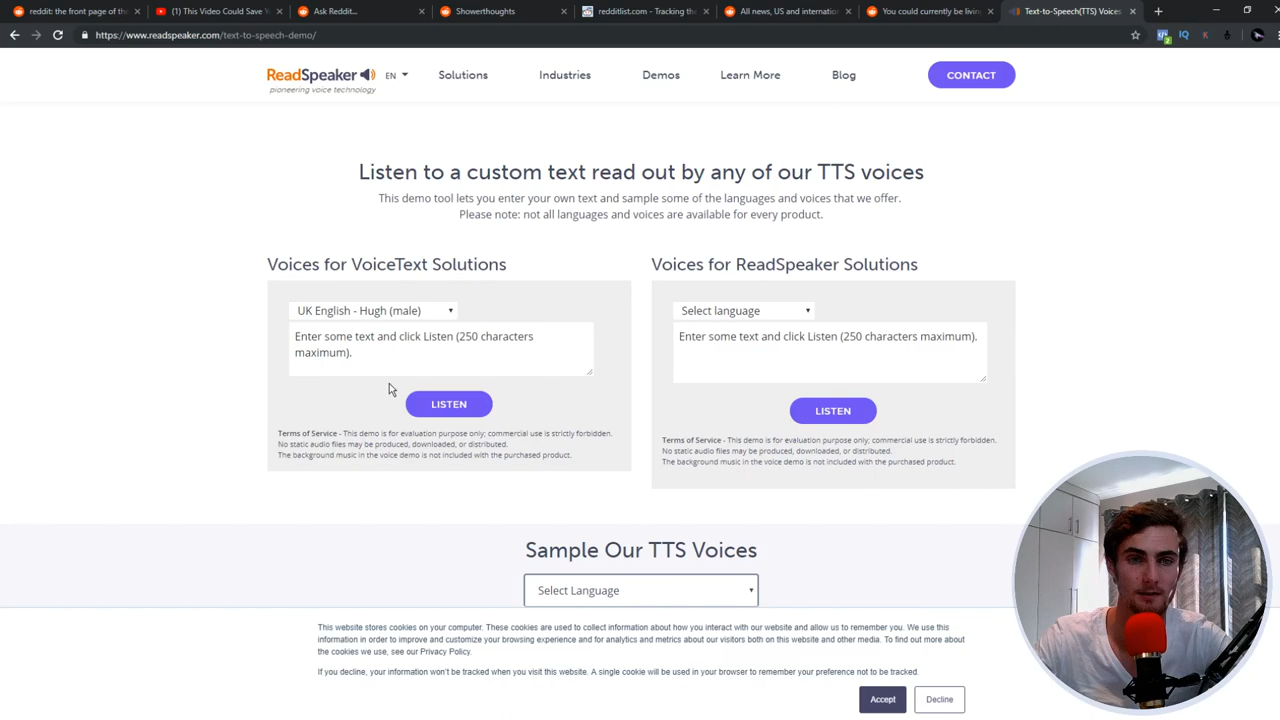 reddit: the front page of th
(1) This Video Could Save Y
Ask Reddit...
Showerthoughts
redditlist.com - Tracking the
All news, US and internation
You could currently be livin
Text-to-Speech(TTS) Voices
https://www.readspeaker.com/text-to-speech-demo/
2
IQ
K
ReadSpeaker
pioneering voice technology
EN
Solutions
Industries
Demos
Learn More
Blog
CONTACT
Listen to a custom text read out by any of our TTS voices
This demo tool lets you enter your own text and sample some of the languages and voices that we offer.
Please note: not all languages and voices are available for every product.
Voices for VoiceText Solutions
UK English - Hugh (male)
Enter some text and click Listen (250 characters
maximum).
LISTEN
Terms of Service - This demo is for evaluation purpose only; commercial use is strictly forbidden.
No static audio files may be produced, downloaded, or distributed.
The background music in the voice demo is not included with the purchased product.
Voices for ReadSpeaker Solutions
Select language
Enter some text and click Listen (250 characters maximum).
LISTEN
Terms of Service - This demo is for evaluation purpose only; commercial use is strictly forbidden.
No static audio files may be produced, downloaded, or distributed.
The background music in the voice demo is not included with the purchased product.
Sample Our TTS Voices
Select Language
This website stores cookies on your computer. These cookies are used to collect information about how you interact with our website and allow us to remember you. We use this
information in order to improve and customize your browsing experience and for analytics and metrics about our visitors both on this website and other media. To find out more about
the cookies we use, see our Privacy Policy.
If you decline, your information won't be tracked when you visit this website. A single cookie will be used in your browser to remember your preference not to be tracked.
Accept
Decline